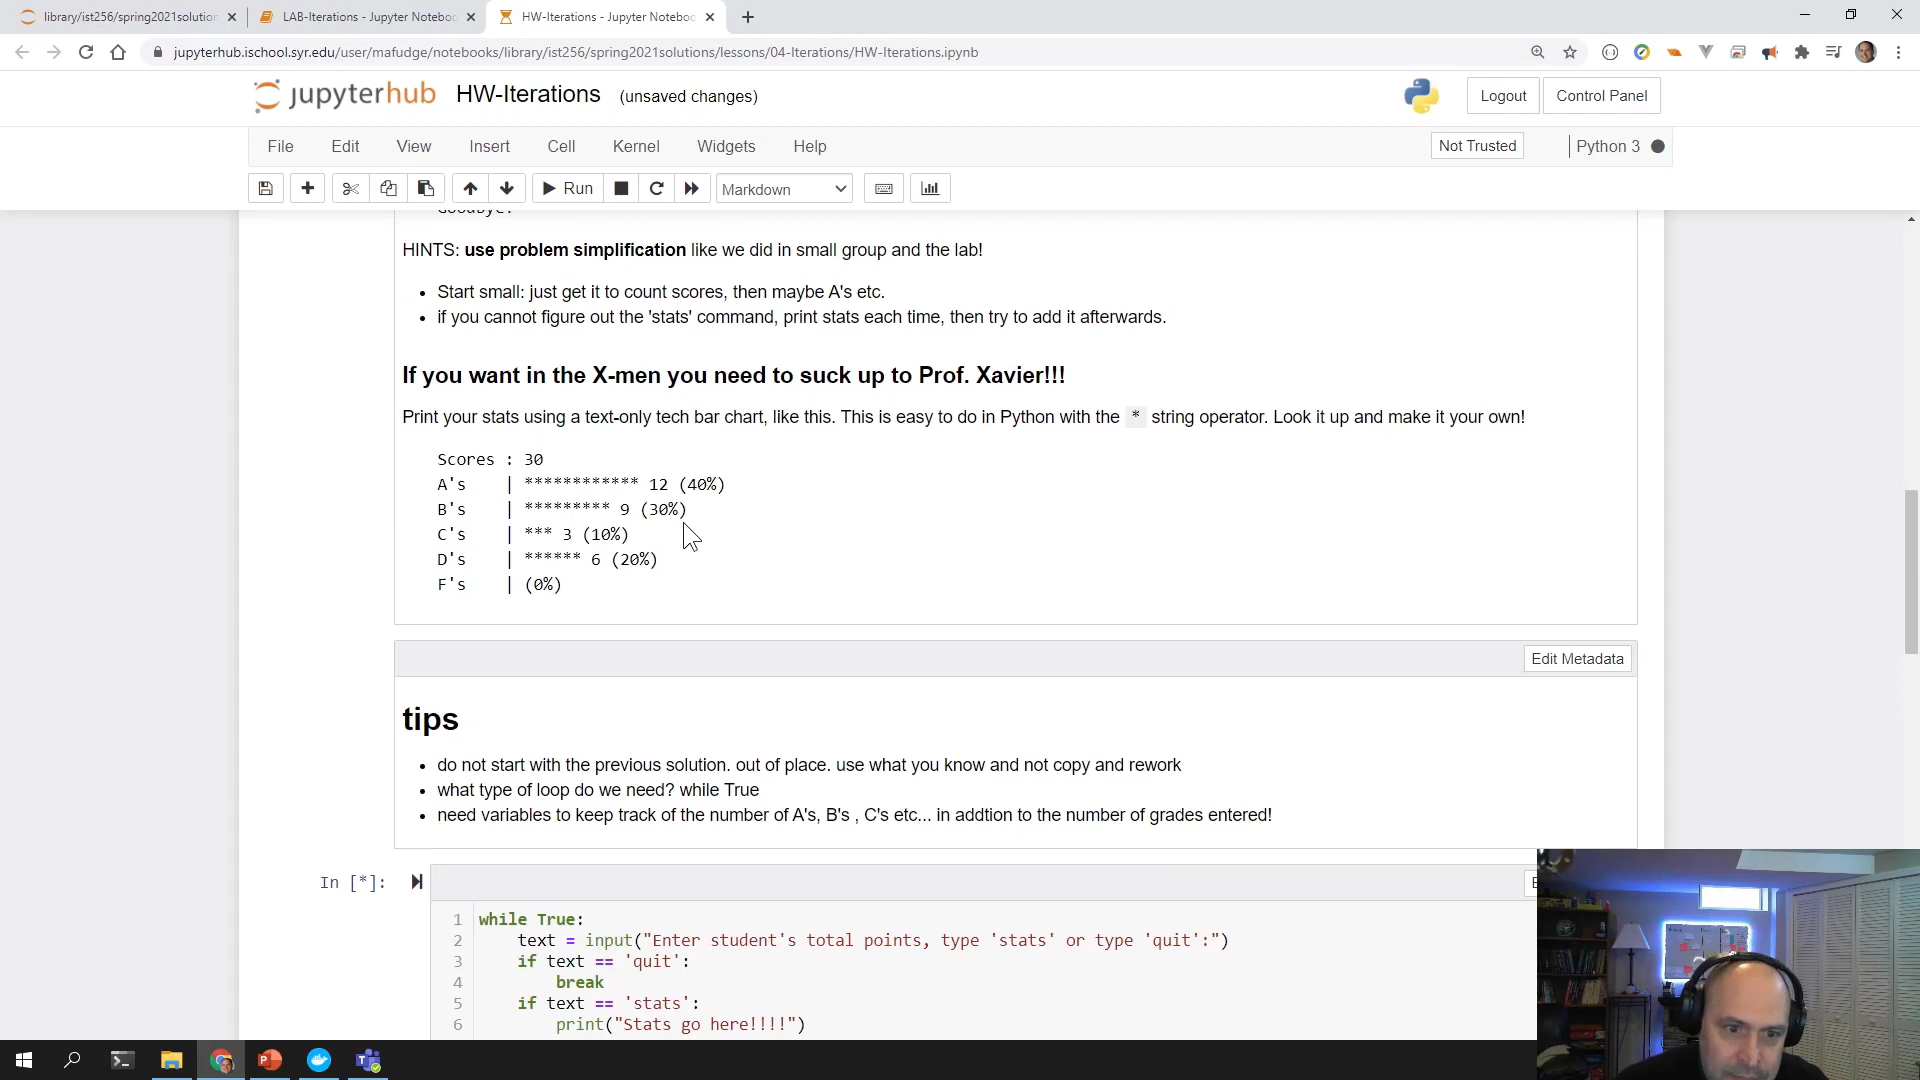 library/ist256/spring2021solution
LAB-Iterations - Jupyter Notebo
HW-Iterations - Jupyter Notebo
jupyterhub.ischool.syr.edu/user/mafudge/notebooks/library/ist256/spring2021solutions/lessons/04-Iterations/HW-Iterations.ipynb
jupyterhub HW-Iterations (unsaved changes)
Logout
Control Panel
File Edit View Insert Cell Kernel Widgets Help
Not Trusted
Python 3
Run
Markdown
Goodbye.
HINTS: use problem simplification like we did in small group and the lab!
• Start small: just get it to count scores, then maybe A's etc.
• if you cannot figure out the 'stats' command, print stats each time, then try to add it afterwards.
If you want in the X-men you need to suck up to Prof. Xavier!!!
Print your stats using a text-only tech bar chart, like this. This is easy to do in Python with the * string operator. Look it up and make it your own!
Scores : 30
A's | ************ 12 (40%)
B's | ********* 9 (30%)
C's | *** 3 (10%)
D's | ****** 6 (20%)
F's | (0%)
Edit Metadata
tips
• do not start with the previous solution. out of place. use what you know and not copy and rework
• what type of loop do we need? while True
• need variables to keep track of the number of A's, B's , C's etc... in addtion to the number of grades entered!
In [*]:
1 while True:
2 text = input("Enter student's total points, type 'stats' or type 'quit':")
3 if text == 'quit':
4 break
5 if text == 'stats':
6 print("Stats go here!!!!")